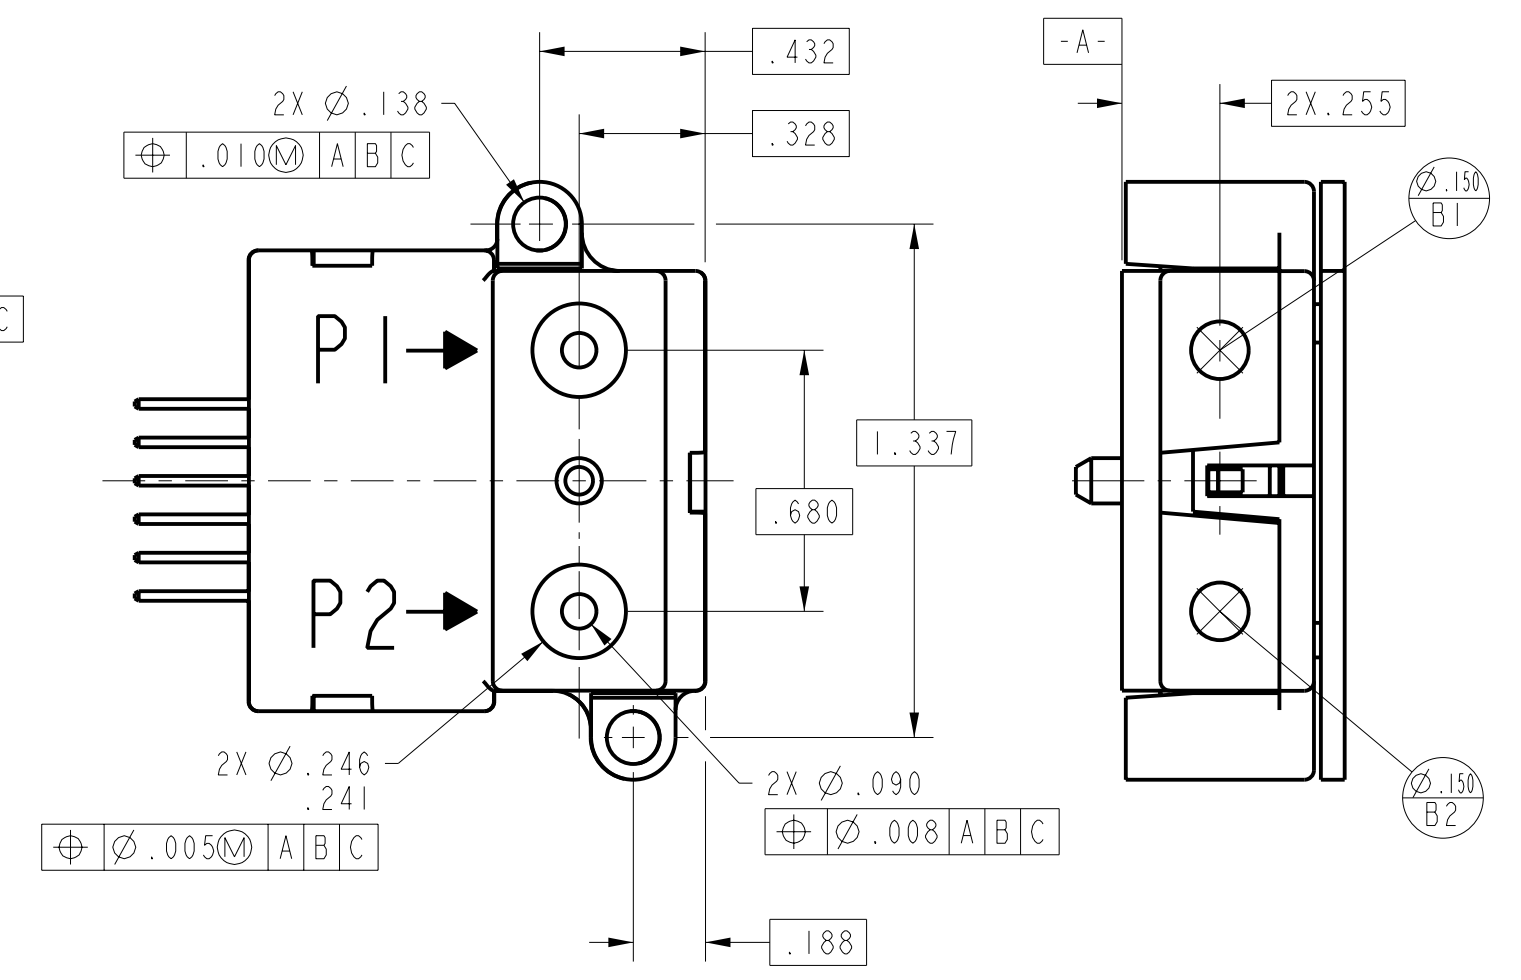 .432
-A-
2X .255
2X Ø.138
.328
⌖ .010Ⓜ A B C
Ø.150
B1
C
P1
1.337
.680
P2
2X Ø.246
.241
2X Ø.090
Ø.150
B2
⌖ Ø.005Ⓜ A B C
⌖ Ø.008 A B C
.188